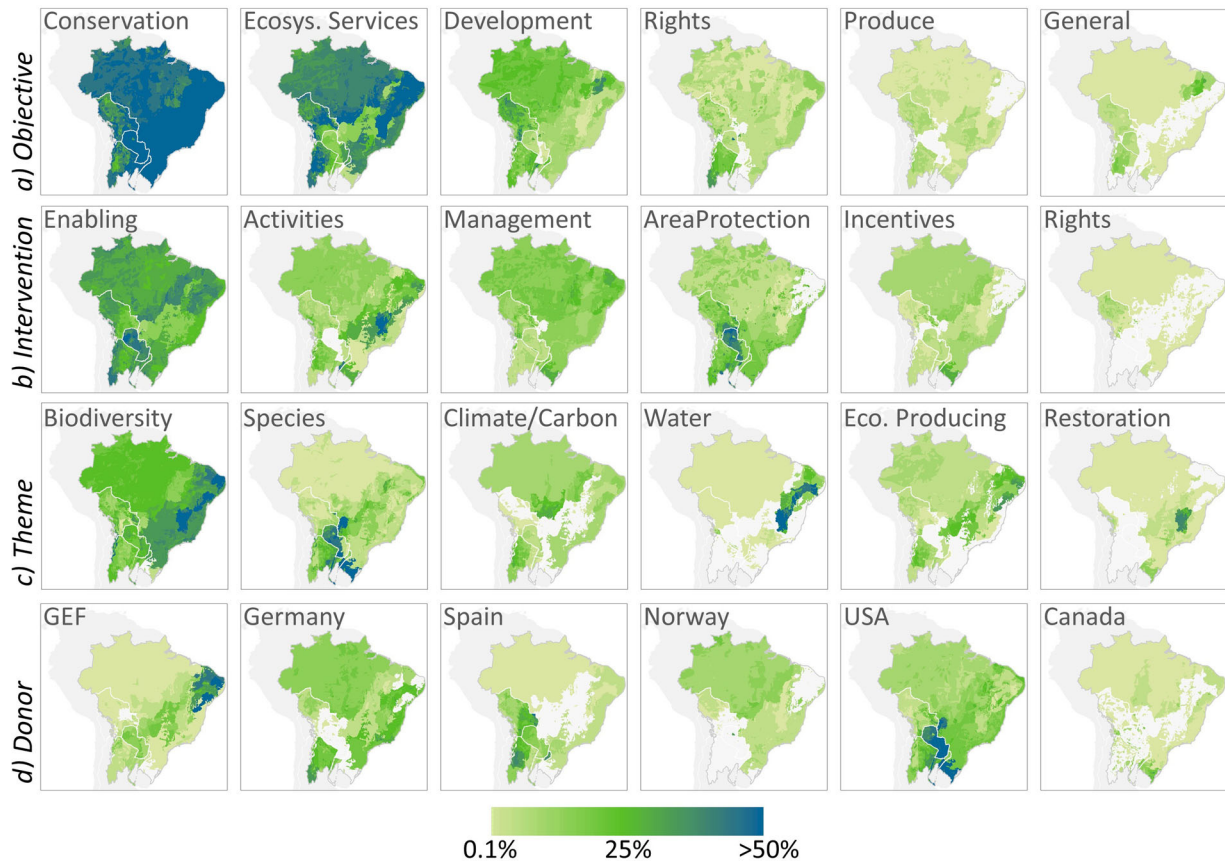 a) Objective
Conservation
Ecosys. Services
Development
Rights
Produce
General
b) Intervention
Enabling
Activities
Management
AreaProtection
Incentives
Rights
c) Theme
Biodiversity
Species
Climate/Carbon
Water
Eco. Producing
Restoration
d) Donor
GEF
Germany
Spain
Norway
USA
Canada
0.1%
25%
>50%